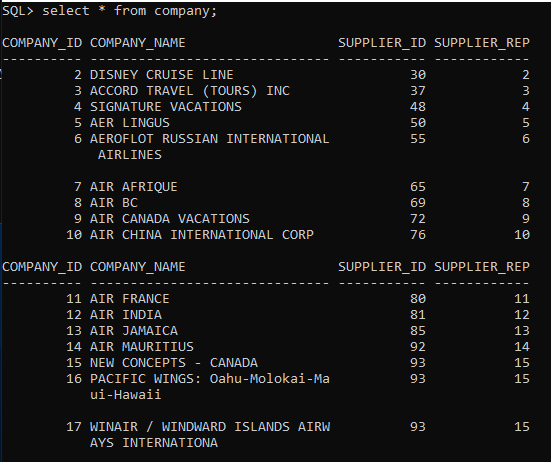 SQL> select * from company;
COMPANY_ID COMPANY_NAME SUPPLIER_ID SUPPLIER_REP
---------- ------------------------------ ----------- ------------
2 DISNEY CRUISE LINE 30 2
3 ACCORD TRAVEL (TOURS) INC 37 3
4 SIGNATURE VACATIONS 48 4
5 AER LINGUS 50 5
6 AEROFLOT RUSSIAN INTERNATIONAL 55 6
AIRLINES
7 AIR AFRIQUE 65 7
8 AIR BC 69 8
9 AIR CANADA VACATIONS 72 9
10 AIR CHINA INTERNATIONAL CORP 76 10
COMPANY_ID COMPANY_NAME SUPPLIER_ID SUPPLIER_REP
---------- ------------------------------ ----------- ------------
11 AIR FRANCE 80 11
12 AIR INDIA 81 12
13 AIR JAMAICA 85 13
14 AIR MAURITIUS 92 14
15 NEW CONCEPTS - CANADA 93 15
16 PACIFIC WINGS: Oahu-Molokai-Ma 93 15
ui-Hawaii
17 WINAIR / WINDWARD ISLANDS AIRW 93 15
AYS INTERNATIONA